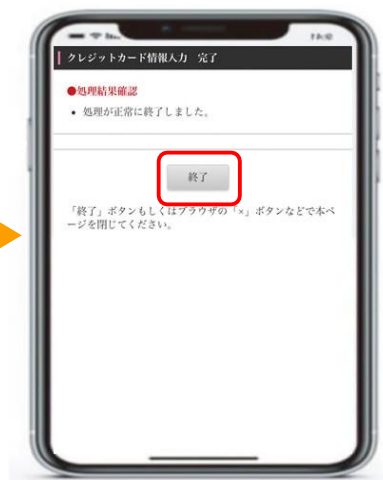 クレジットカード情報入力 完了
●処理結果確認
• 処理が正常に終了しました。
終了
「終了」ボタンもしくはブラウザの「×」ボタンなどで本ペ
ージを閉じてください。